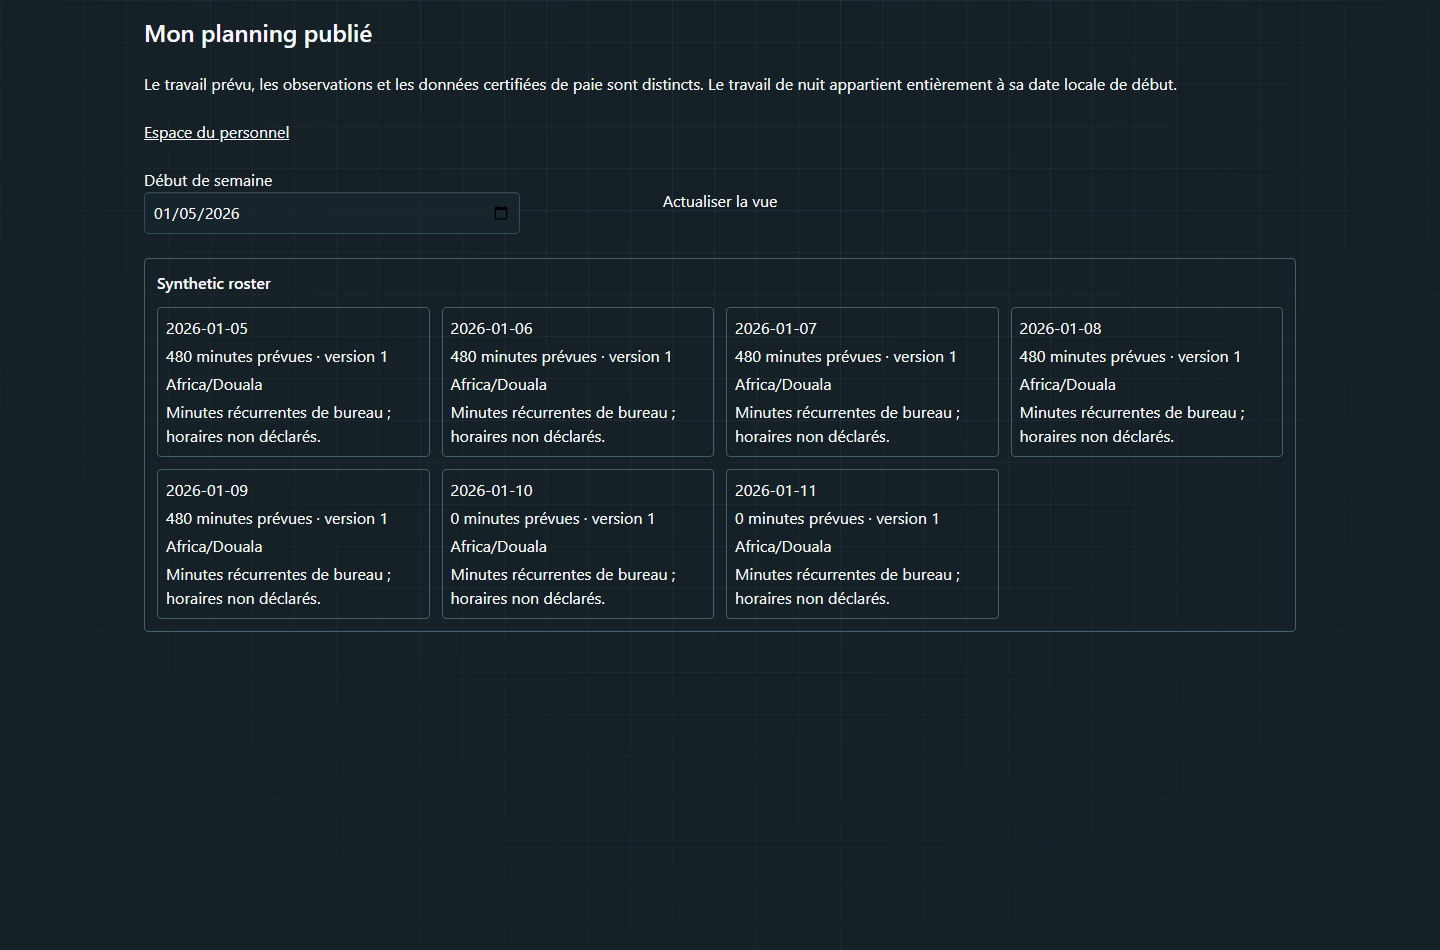 Mon planning publié
Le travail prévu, les observations et les données certifiées de paie sont distincts. Le travail de nuit appartient entièrement à sa date locale de début.
Espace du personnel
Début de semaine
01/05/2026
Actualiser la vue
Synthetic roster
2026-01-05
480 minutes prévues · version 1
Africa/Douala
Minutes récurrentes de bureau ;
horaires non déclarés.
2026-01-06
480 minutes prévues · version 1
Africa/Douala
Minutes récurrentes de bureau ;
horaires non déclarés.
2026-01-07
480 minutes prévues · version 1
Africa/Douala
Minutes récurrentes de bureau ;
horaires non déclarés.
2026-01-08
480 minutes prévues · version 1
Africa/Douala
Minutes récurrentes de bureau ;
horaires non déclarés.
2026-01-09
480 minutes prévues · version 1
Africa/Douala
Minutes récurrentes de bureau ;
horaires non déclarés.
2026-01-10
0 minutes prévues · version 1
Africa/Douala
Minutes récurrentes de bureau ;
horaires non déclarés.
2026-01-11
0 minutes prévues · version 1
Africa/Douala
Minutes récurrentes de bureau ;
horaires non déclarés.